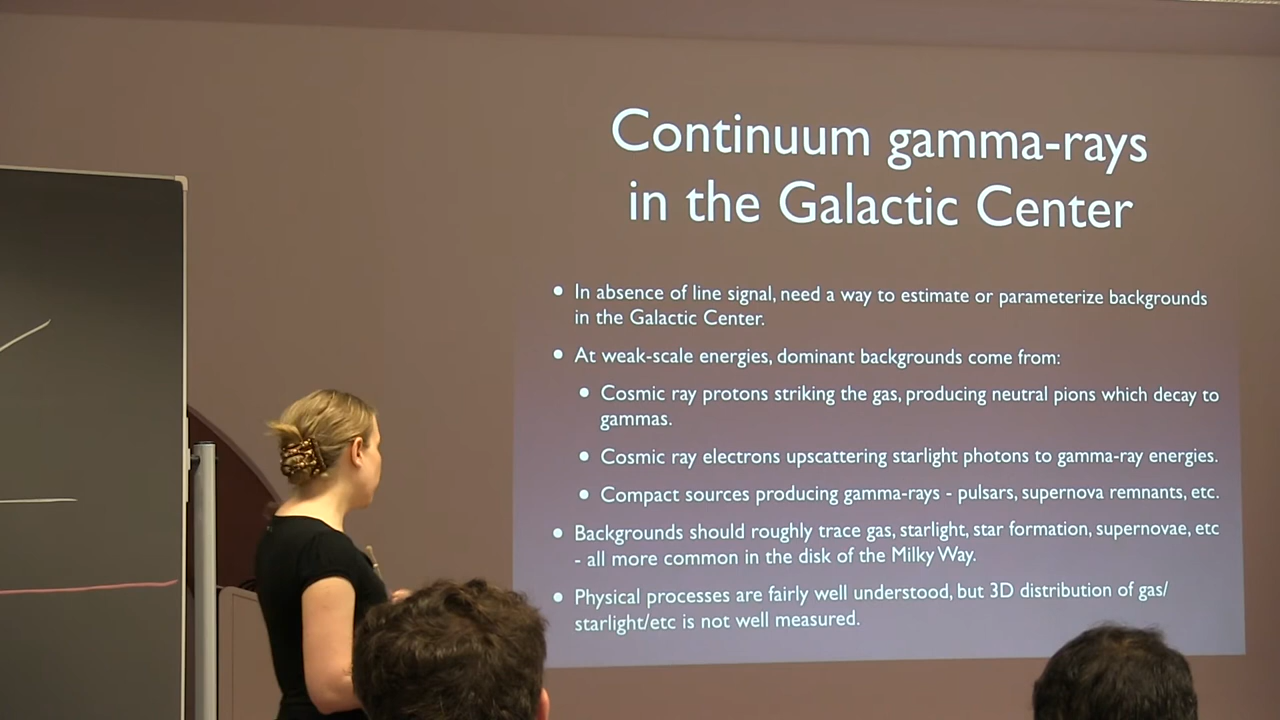 Continuum gamma-rays
in the Galactic Center
• In absence of line signal, need a way to estimate or parameterize backgrounds
in the Galactic Center.
• At weak-scale energies, dominant backgrounds come from:
• Cosmic ray protons striking the gas, producing neutral pions which decay to
gammas.
• Cosmic ray electrons upscattering starlight photons to gamma-ray energies.
• Compact sources producing gamma-rays - pulsars, supernova remnants, etc.
• Backgrounds should roughly trace gas, starlight, star formation, supernovae, etc
- all more common in the disk of the Milky Way.
• Physical processes are fairly well understood, but 3D distribution of gas/
starlight/etc is not well measured.